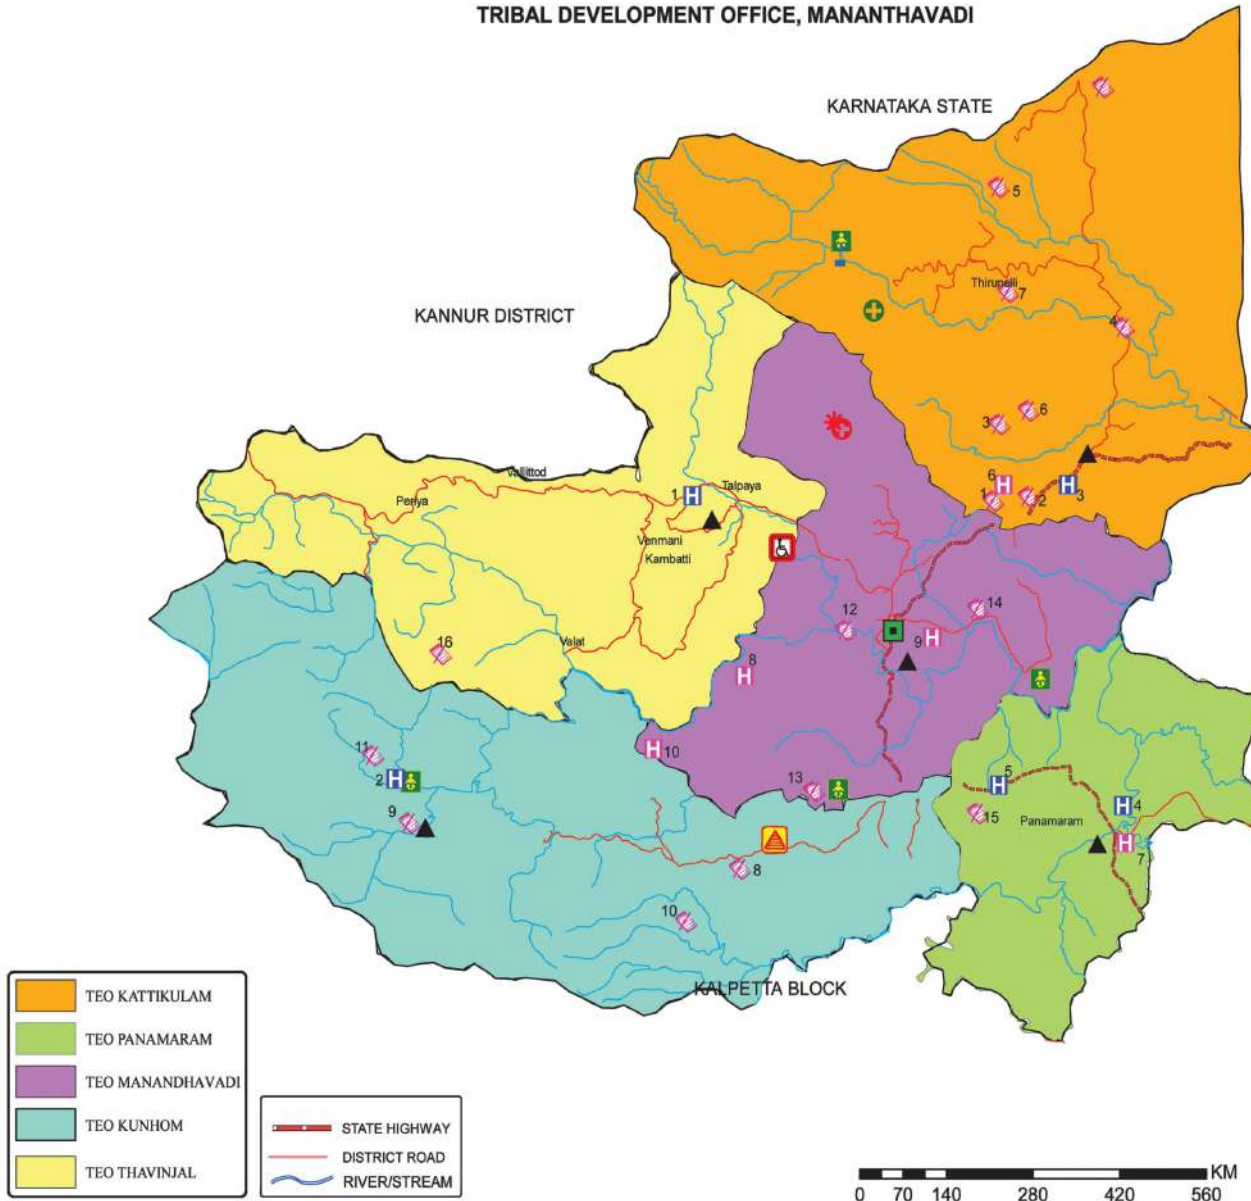 TRIBAL DEVELOPMENT OFFICE, MANANTHAVADI
KARNATAKA STATE
5
KANNUR DISTRICT
Thirunelli
7
4
6
3
Vallittod
Periya
1
H
Talpaya
6
H
1
2
H
3
Venmani
Kambatti
12
14
9
H
16
Valat
8
H
10
H
11
2
H
9
13
5
H
H
4
15
Panamaram
H
7
8
10
KALPETTA BLOCK
TEO KATTIKULAM
TEO PANAMARAM
TEO MANANDHAVADI
TEO KUNHOM
TEO THAVINJAL
STATE HIGHWAY
DISTRICT ROAD
RIVER/STREAM
KM
0 70 140 280 420 560